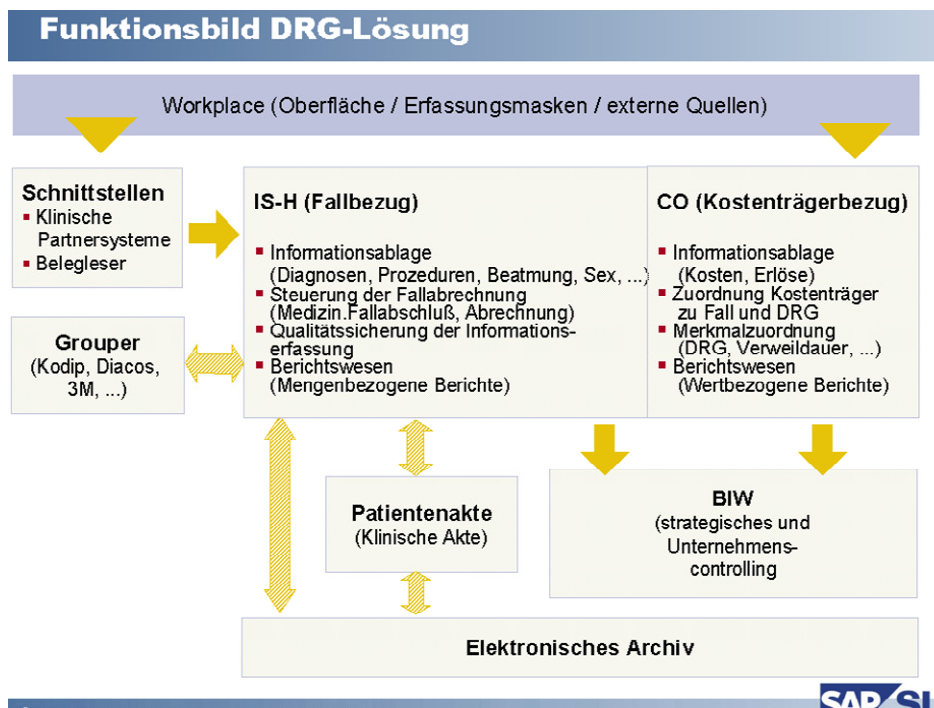 Funktionsbild DRG-Lösung
Workplace (Oberfläche / Erfassungsmasken / externe Quellen)
Schnittstellen
▪ Klinische
Partnersysteme
▪ Belegleser
Grouper
(Kodip, Diacos,
3M, ...)
IS-H (Fallbezug)
▪ Informationsablage
(Diagnosen, Prozeduren, Beatmung, Sex, ...)
▪ Steuerung der Fallabrechnung
(Medizin.Fallabschluß, Abrechnung)
▪ Qualitätssicherung der Informations-
erfassung
▪ Berichtswesen
(Mengenbezogene Berichte)
CO (Kostenträgerbezug)
▪ Informationsablage
(Kosten, Erlöse)
▪ Zuordnung Kostenträger
zu Fall und DRG
▪ Merkmalzuordnung
(DRG, Verweildauer, ...)
▪ Berichtswesen
(Wertbezogene Berichte)
Patientenakte
(Klinische Akte)
BIW
(strategisches und
Unternehmens-
controlling
Elektronisches Archiv
SAP SI